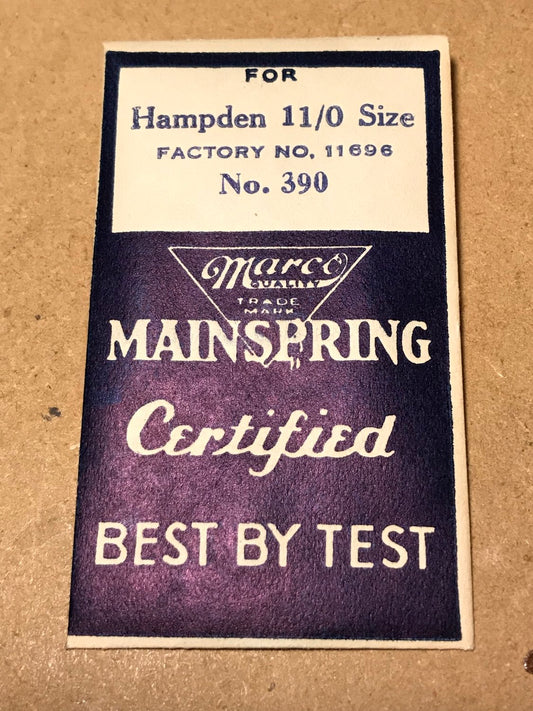 FOR
Hampden 11/0 Size
FACTORY NO. 11696
No. 390
Marco
QUALITY
TRADE
MARK
MAINSPRING
Certified
BEST BY TEST